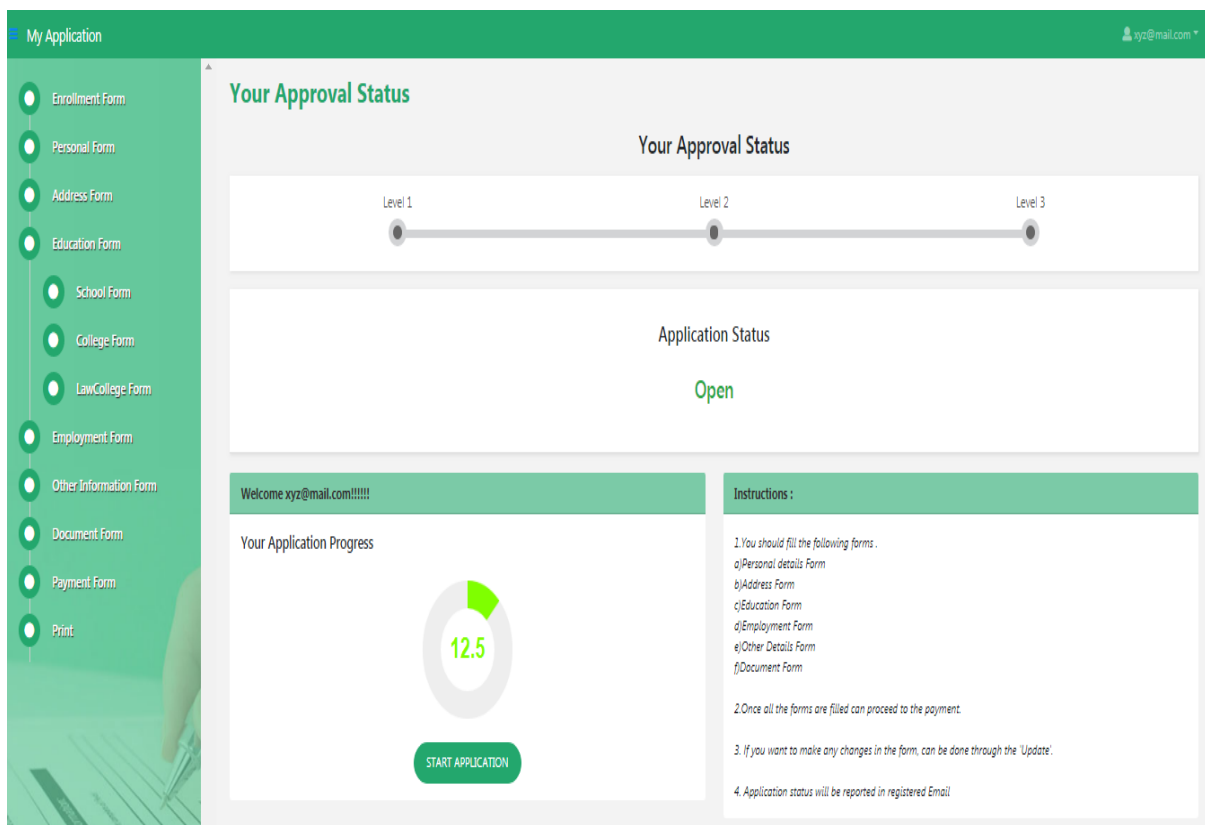 My Application
xyz@mail.com
Enrollment Form
Personal Form
Address Form
Education Form
School Form
College Form
LawCollege Form
Employment Form
Other Information Form
Document Form
Payment Form
Print
Your Approval Status
Your Approval Status
Level 1
Level 2
Level 3
Application Status
Open
Welcome xyz@mail.com!!!!!!
Your Application Progress
12.5
START APPLICATION
Instructions :
1.You should fill the following forms .
a)Personal details Form
b)Address Form
c)Education Form
d)Employment Form
e)Other Details Form
f)Document Form
2.Once all the forms are filled can proceed to the payment.
3. If you want to make any changes in the form, can be done through the 'Update'.
4. Application status will be reported in registered Email